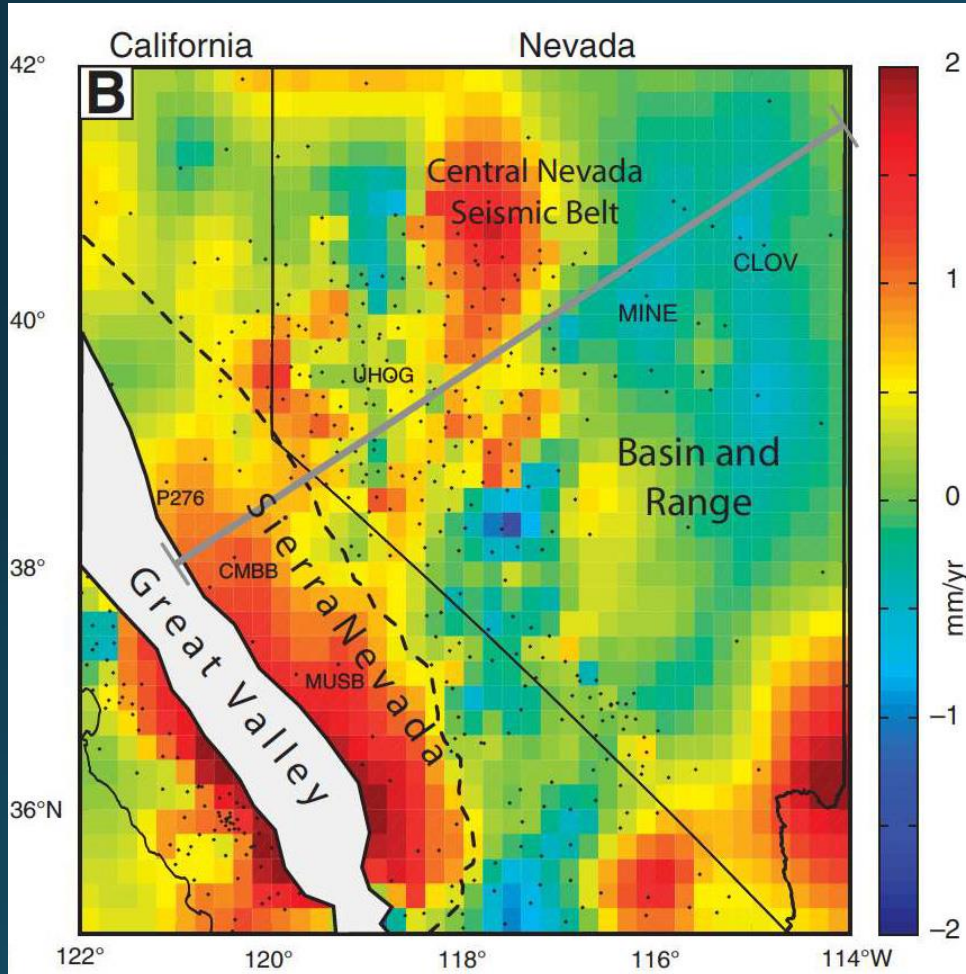 California
Nevada
42°
B
2
Central Nevada
Seismic Belt
1
CLOV
40°
MINE
UHOG
Basin and
Range
P276
0
mm/yr
38°
CMBB
Sierra Nevada
Great Valley
MUSB
–1
36°N
–2
122°
120°
118°
116°
114°W